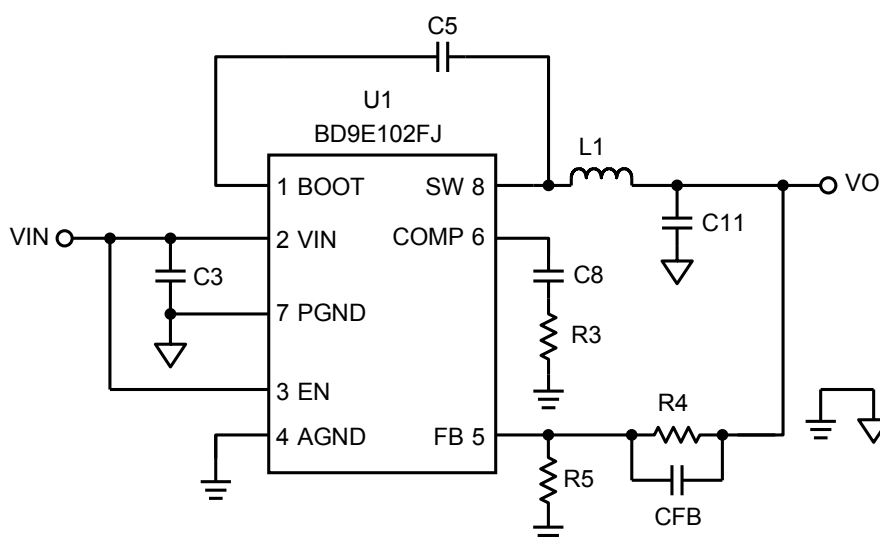 C5
U1
BD9E102FJ
L1
1 BOOT
SW 8
VO
VIN
2 VIN
COMP 6
C11
C3
C8
7 PGND
R3
3 EN
R4
4 AGND
FB 5
R5
CFB